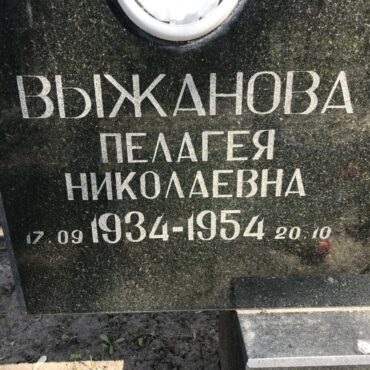 ВЫЖАНОВА
ПЕЛАГЕЯ
НИКОЛАЕВНА
17.09 1934-1954 20.10